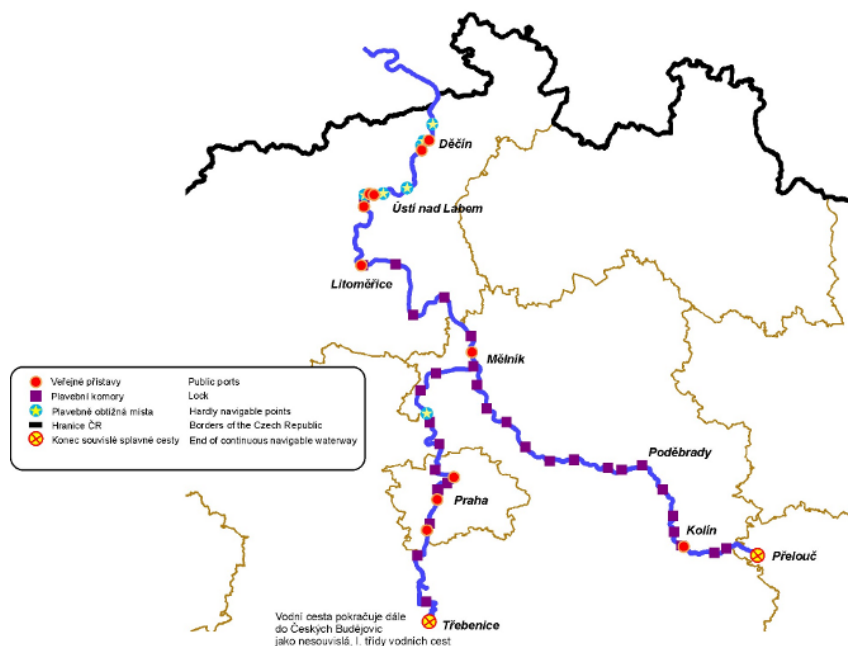 Děčín
Ústí nad Labem
Litoměřice
Mělník
Veřejné přístavy Public ports
Plavební komory Lock
Plavebně obtížná místa Hardly navigable points
Hranice ČR Borders of the Czech Republic
Konec souvislé splavné cesty End of continuous navigable waterway
Poděbrady
Praha
Kolín
Přelouč
Vodní cesta pokračuje dále
do Českých Budějovic
jako nesouvislá, I. třídy vodních cest
Třebenice